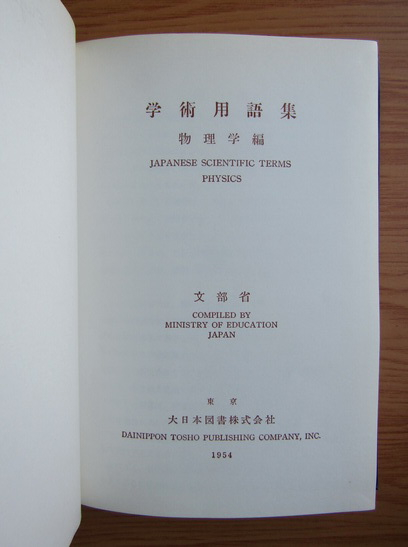 学術用語集
物理学編
JAPANESE SCIENTIFIC TERMS
PHYSICS
文部省
COMPILED BY
MINISTRY OF EDUCATION
JAPAN
東京
大日本図書株式会社
DAINIPPON TOSHO PUBLISHING COMPANY, INC.
1954